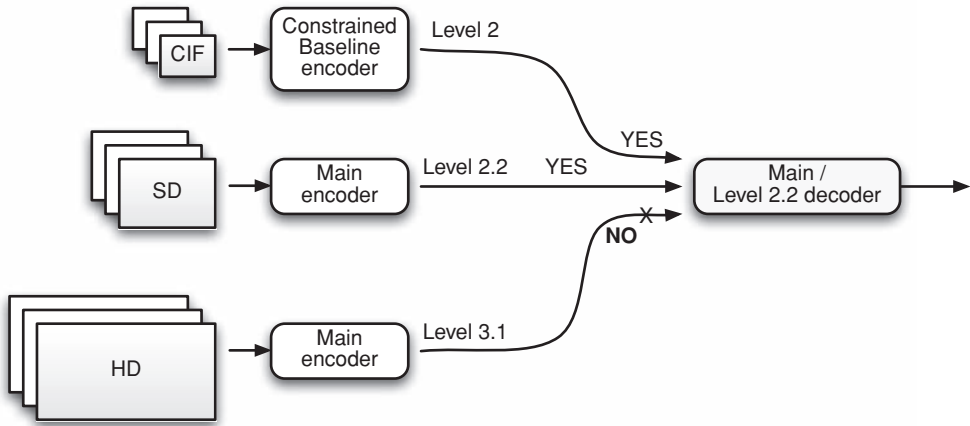 CIF
Constrained
Baseline
encoder
Level 2
YES
SD
Main
encoder
Level 2.2
YES
Main /
Level 2.2 decoder
X
NO
HD
Main
encoder
Level 3.1